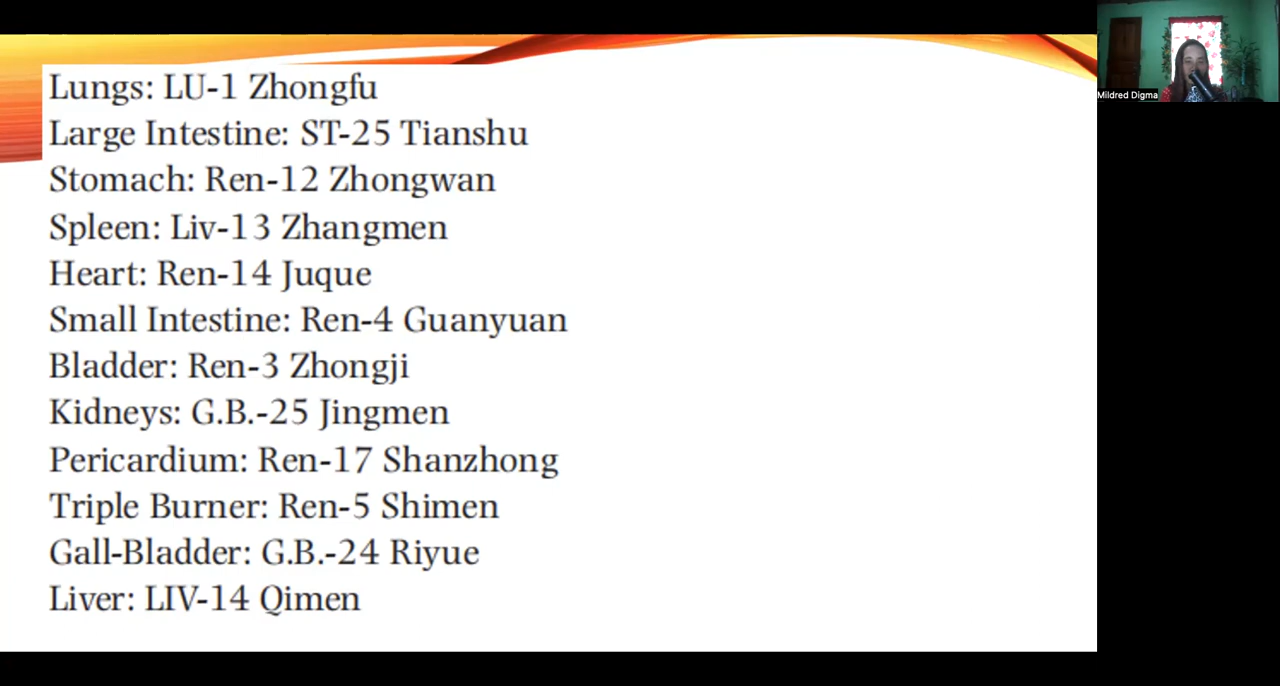 Lungs: LU-1 Zhongfu
Large Intestine: ST-25 Tianshu
Stomach: Ren-12 Zhongwan
Spleen: Liv-13 Zhangmen
Heart: Ren-14 Juque
Small Intestine: Ren-4 Guanyuan
Bladder: Ren-3 Zhongji
Kidneys: G.B.-25 Jingmen
Pericardium: Ren-17 Shanzhong
Triple Burner: Ren-5 Shimen
Gall-Bladder: G.B.-24 Riyue
Liver: LIV-14 Qimen
Mildred Digma